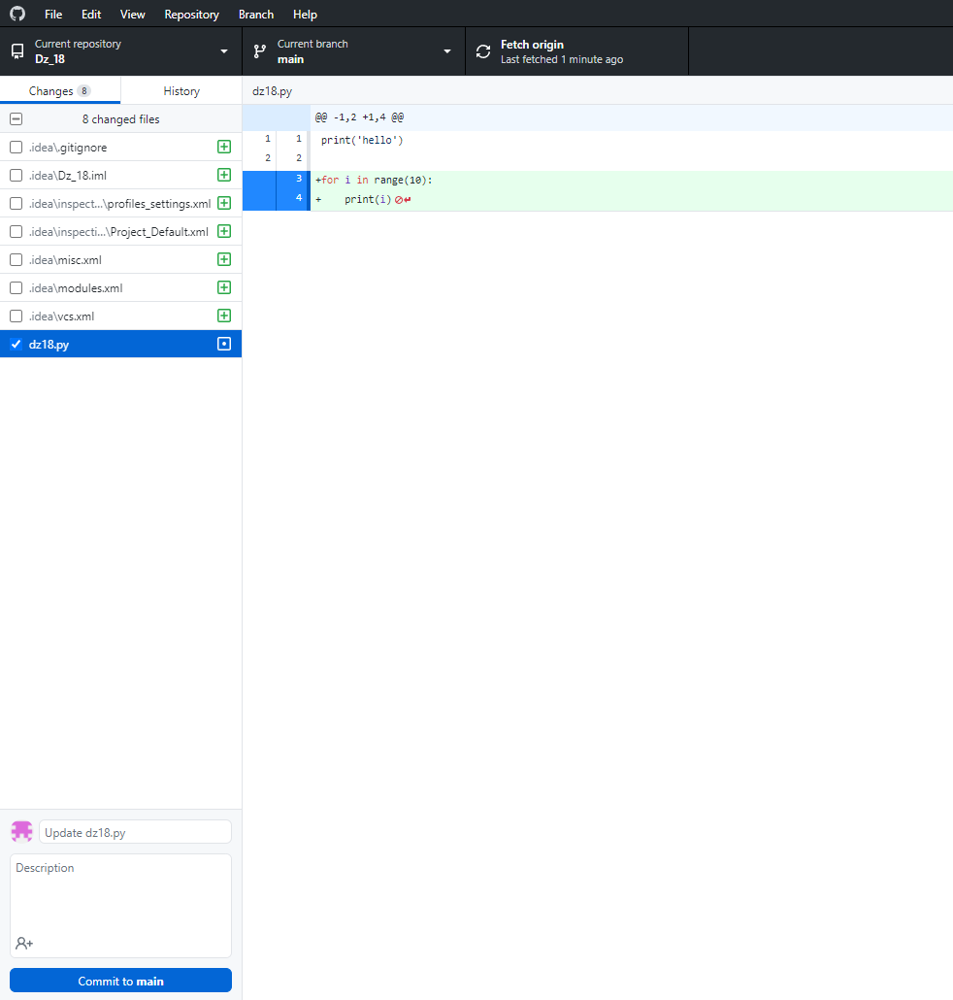 File Edit View Repository Branch Help
Current repository
Dz_18
Current branch
main
Fetch origin
Last fetched 1 minute ago
Changes 8
History
8 changed files
.idea\.gitignore
.idea\Dz_18.iml
.idea\inspect...\profiles_settings.xml
.idea\inspecti...\Project_Default.xml
.idea\misc.xml
.idea\modules.xml
.idea\vcs.xml
dz18.py
dz18.py
@@ -1,2 +1,4 @@
1 1 print('hello')
2 2
3 +for i in range(10):
4 +    print(i)
Update dz18.py
Description
Commit to main